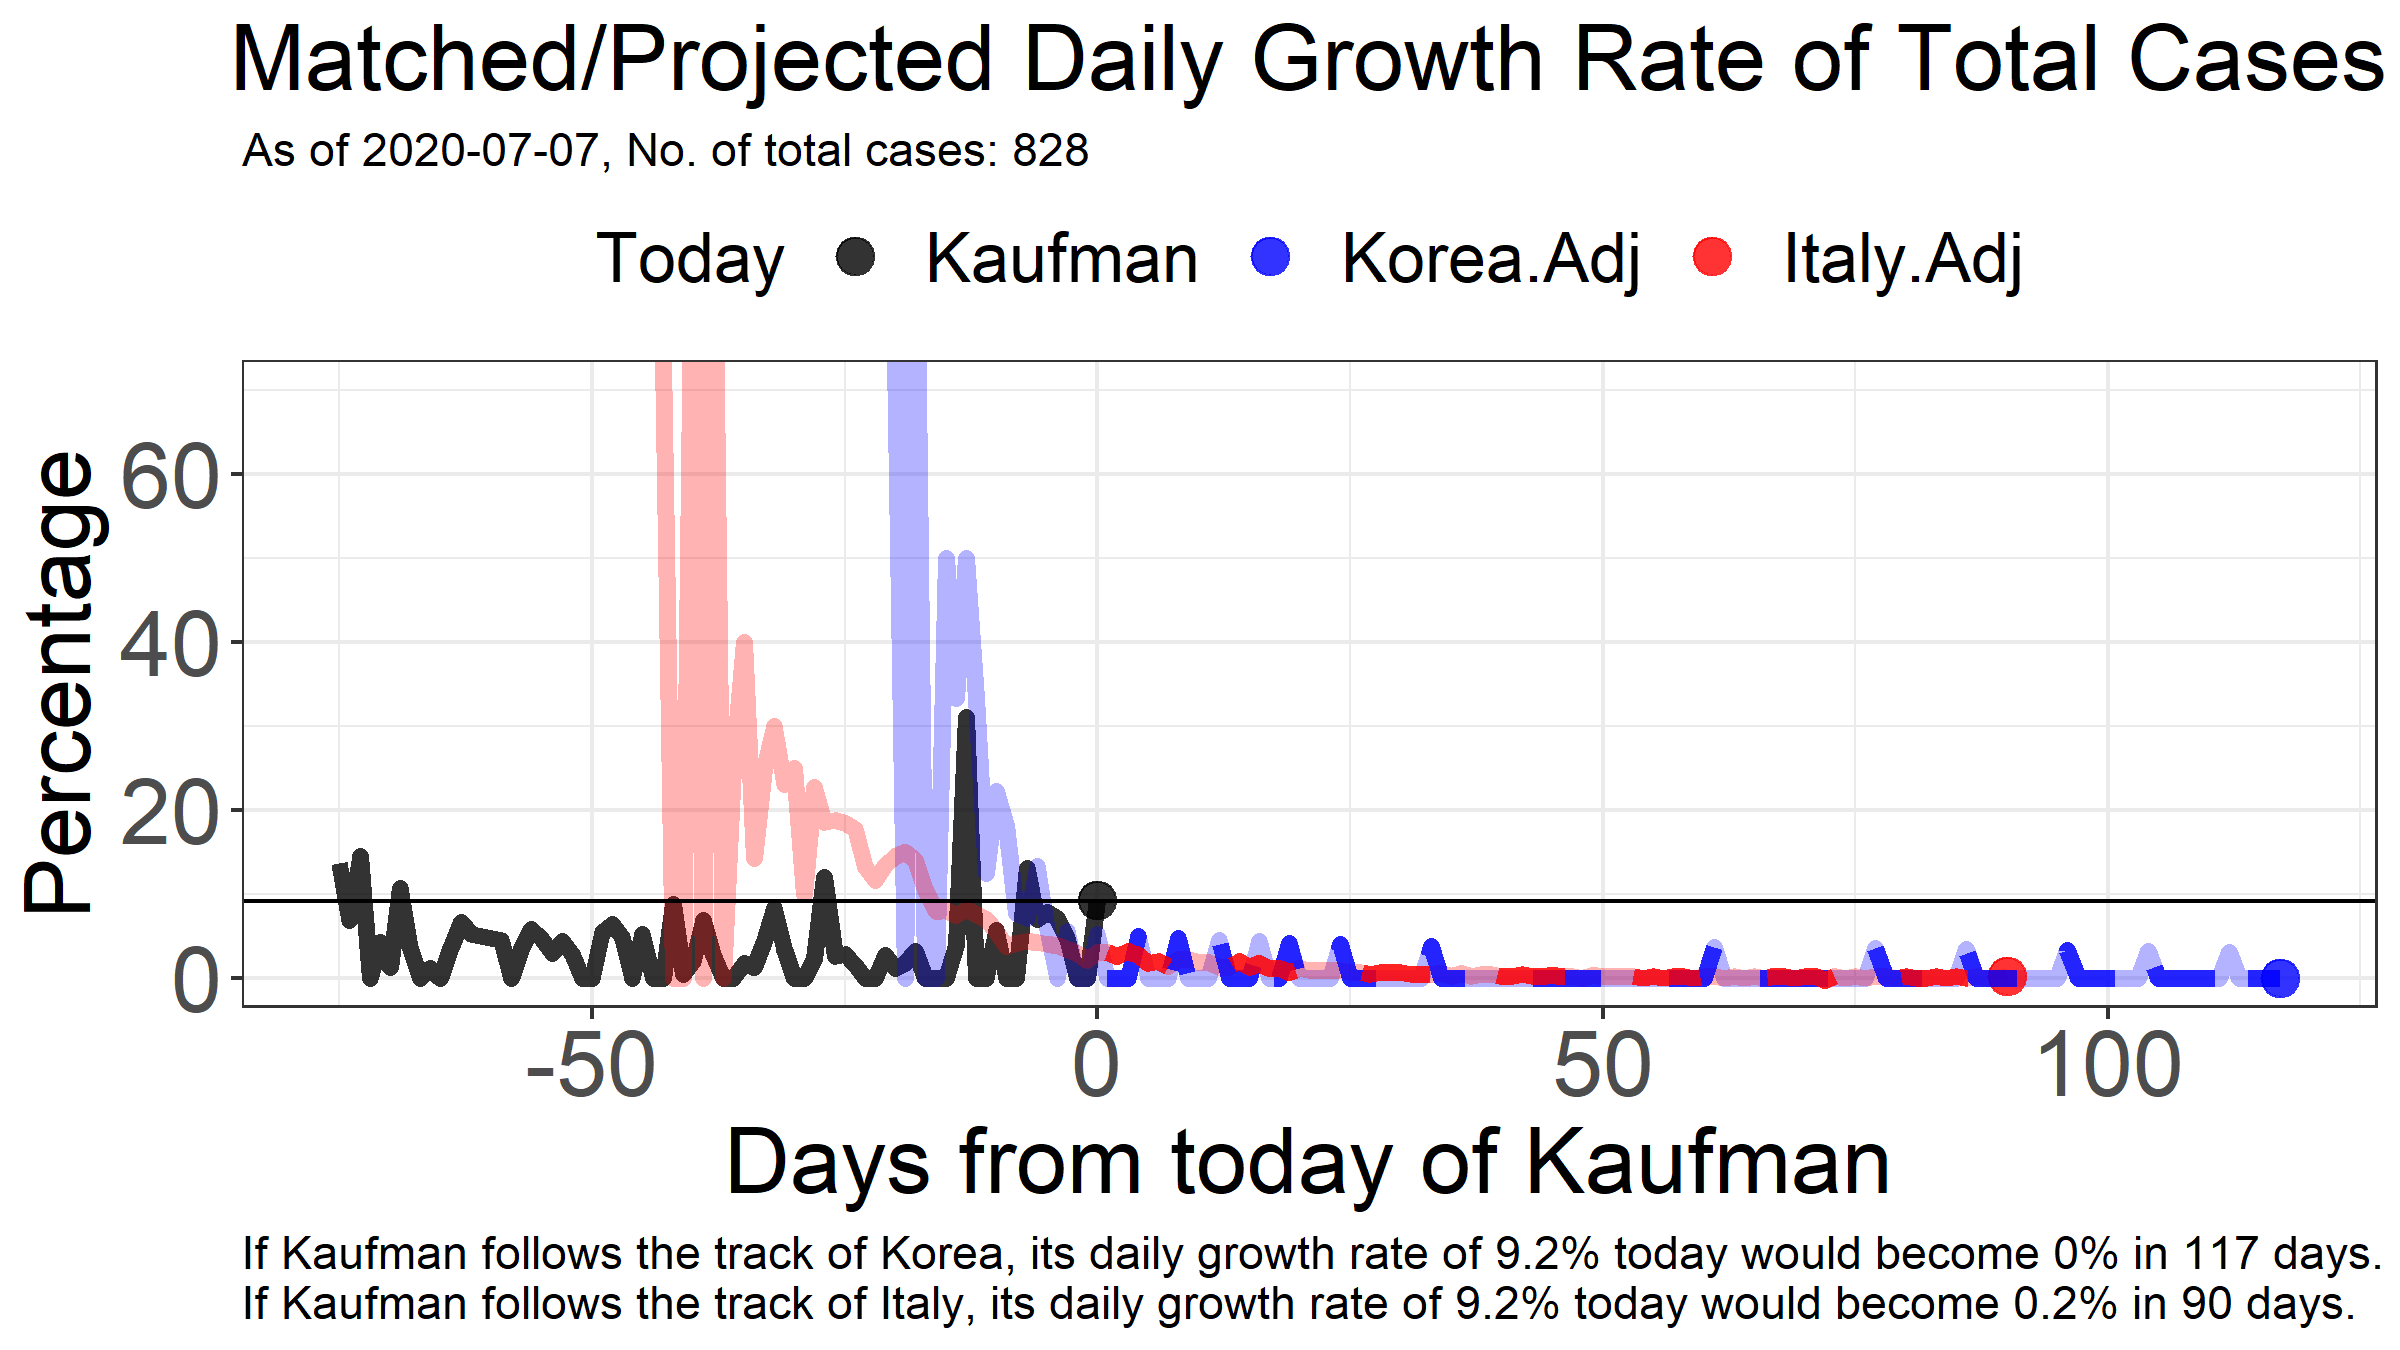 Matched/Projected Daily Growth Rate of Total Cases
As of 2020-07-07, No. of total cases: 828
Today Kaufman Korea.Adj Italy.Adj
Percentage
60
40
20
0
-50 0 50 100
Days from today of Kaufman
If Kaufman follows the track of Korea, its daily growth rate of 9.2% today would become 0% in 117 days.
If Kaufman follows the track of Italy, its daily growth rate of 9.2% today would become 0.2% in 90 days.